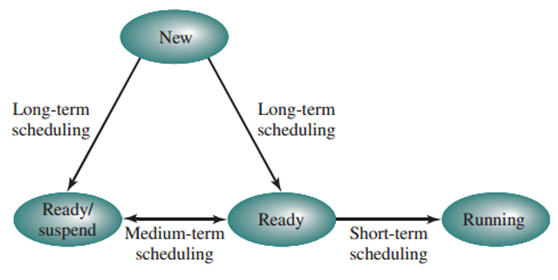 New
Long-term
scheduling
Long-term
scheduling
Ready/
suspend
Medium-term
scheduling
Ready
Short-term
scheduling
Running